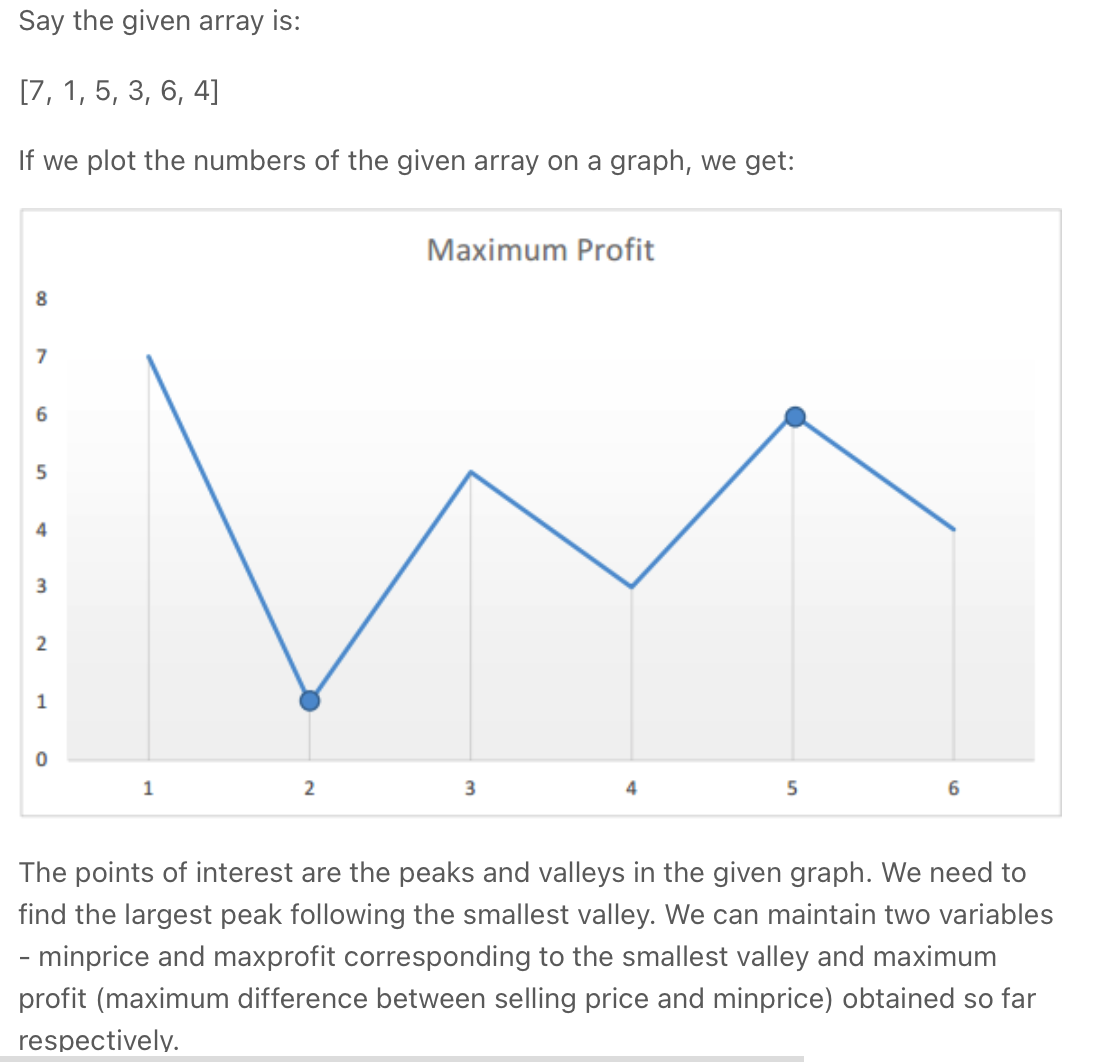 Say the given array is:
[7, 1, 5, 3, 6, 4]
If we plot the numbers of the given array on a graph, we get:
Maximum Profit
8
7
6
5
4
3
2
1
0
1 2 3 4 5 6
The points of interest are the peaks and valleys in the given graph. We need to
find the largest peak following the smallest valley. We can maintain two variables
- minprice and maxprofit corresponding to the smallest valley and maximum
profit (maximum difference between selling price and minprice) obtained so far
respectively.